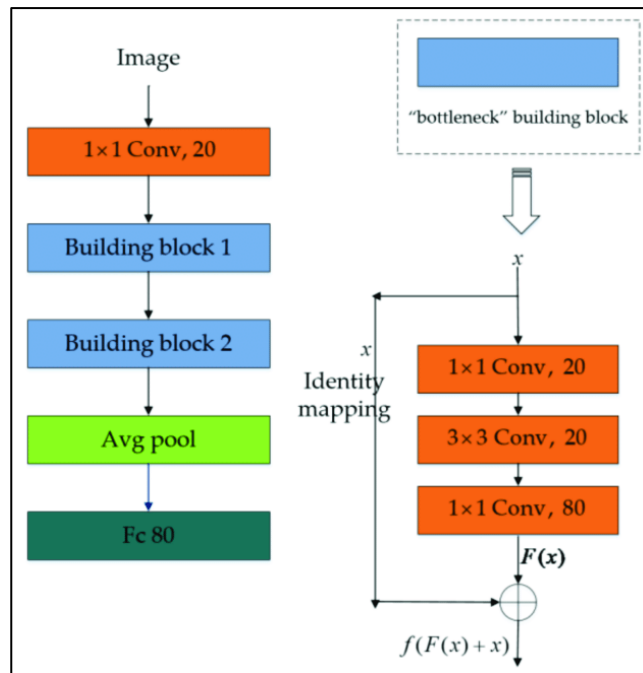 Image
1×1 Conv, 20
Building block 1
Building block 2
Avg pool
Fc 80
“bottleneck” building block
x
x
Identity
mapping
1×1 Conv, 20
3×3 Conv, 20
1×1 Conv, 80
F(x)
f(F(x)+x)